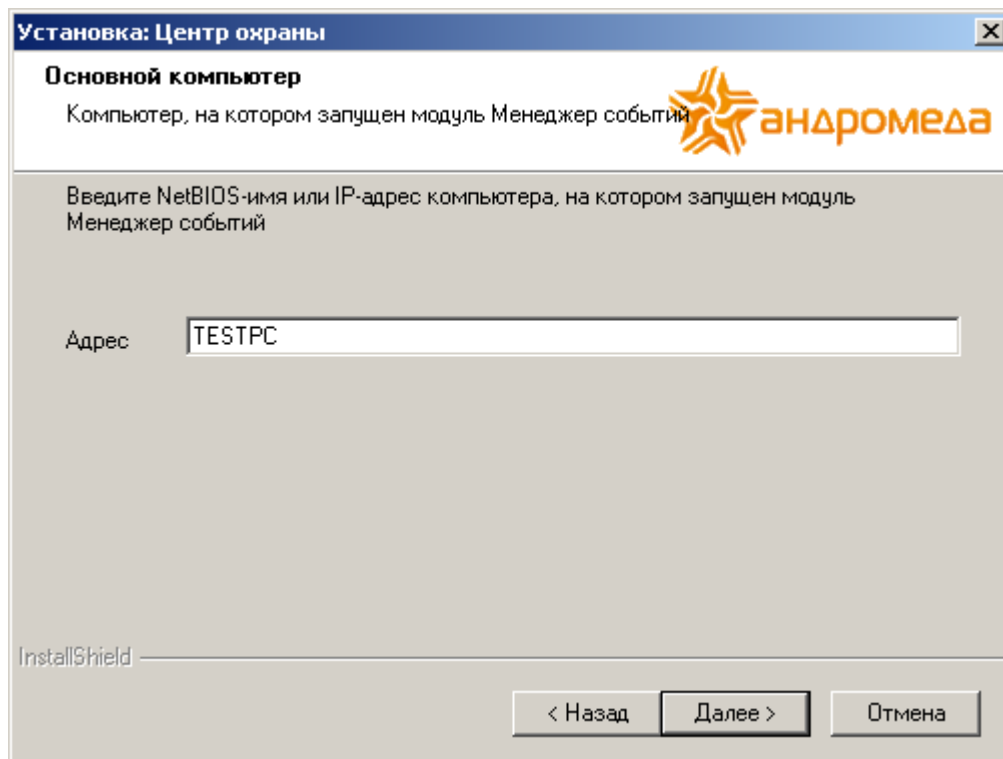 Установка: Центр охраны
Основной компьютер
Компьютер, на котором запущен модуль Менеджер событий
андромеда
Введите NetBIOS-имя или IP-адрес компьютера, на котором запущен модуль
Менеджер событий
Адрес TESTPC
InstallShield
< Назад Далее > Отмена